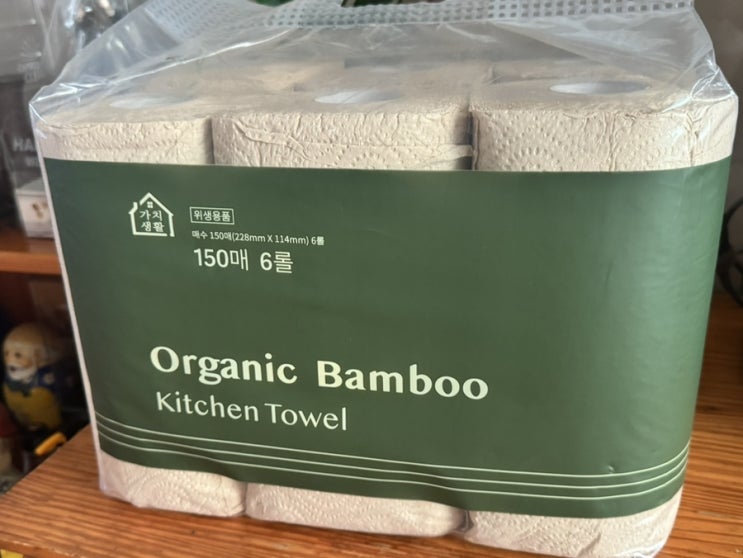 가치
생활
위생용품
매수 150매(228mm X 114mm) 6롤
150매 6롤
Organic Bamboo
Kitchen Towel